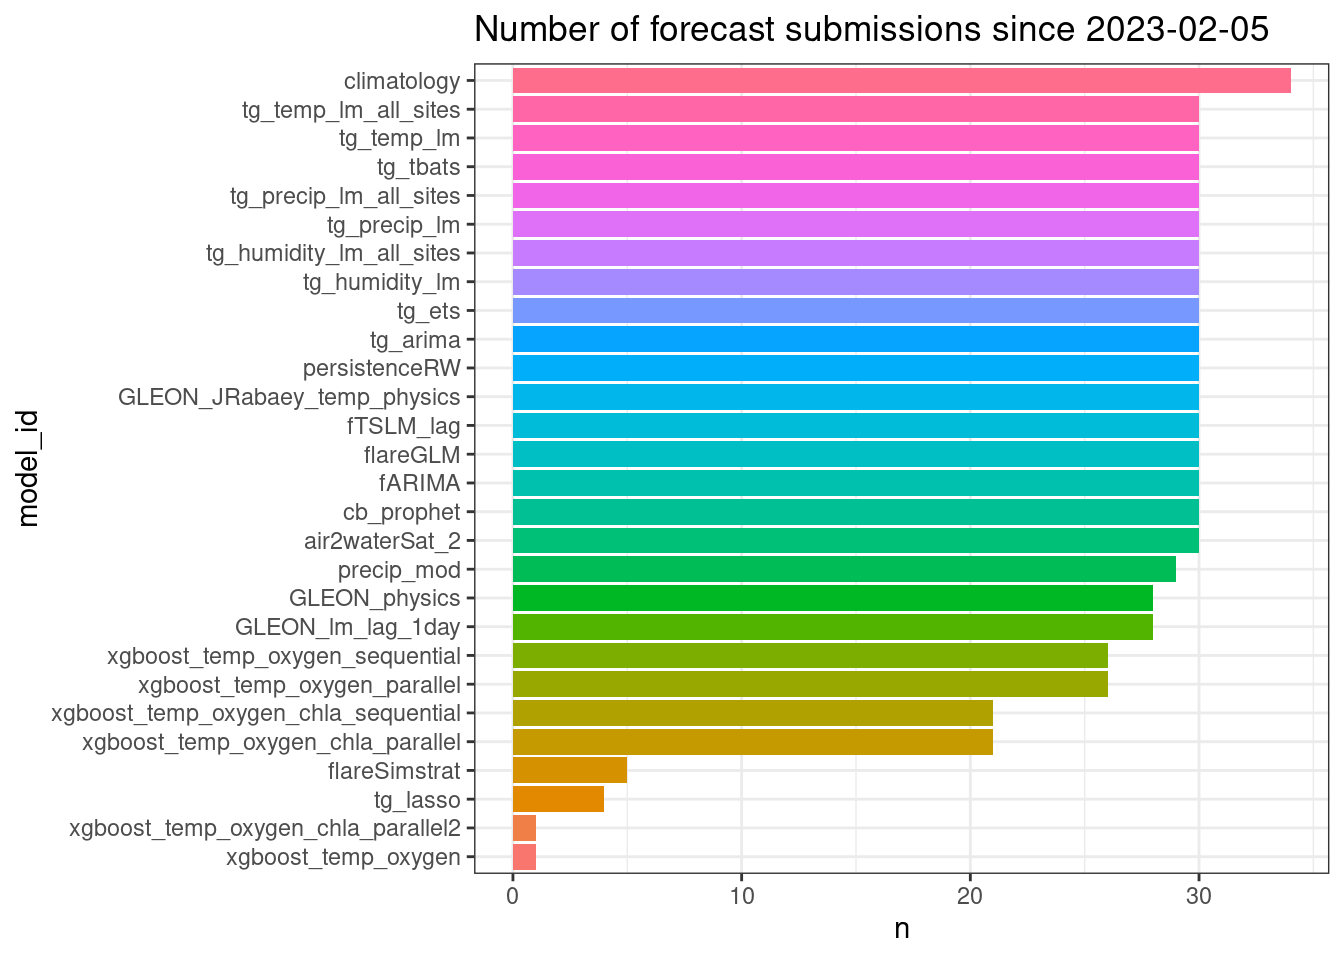 Number of forecast submissions since 2023-02-05
model_id
climatology
tg_temp_lm_all_sites
tg_temp_lm
tg_tbats
tg_precip_lm_all_sites
tg_precip_lm
tg_humidity_lm_all_sites
tg_humidity_lm
tg_ets
tg_arima
persistenceRW
GLEON_JRabaey_temp_physics
fTSLM_lag
flareGLM
fARIMA
cb_prophet
air2waterSat_2
precip_mod
GLEON_physics
GLEON_lm_lag_1day
xgboost_temp_oxygen_sequential
xgboost_temp_oxygen_parallel
xgboost_temp_oxygen_chla_sequential
xgboost_temp_oxygen_chla_parallel
flareSimstrat
tg_lasso
xgboost_temp_oxygen_chla_parallel2
xgboost_temp_oxygen
0 10 20 30
n